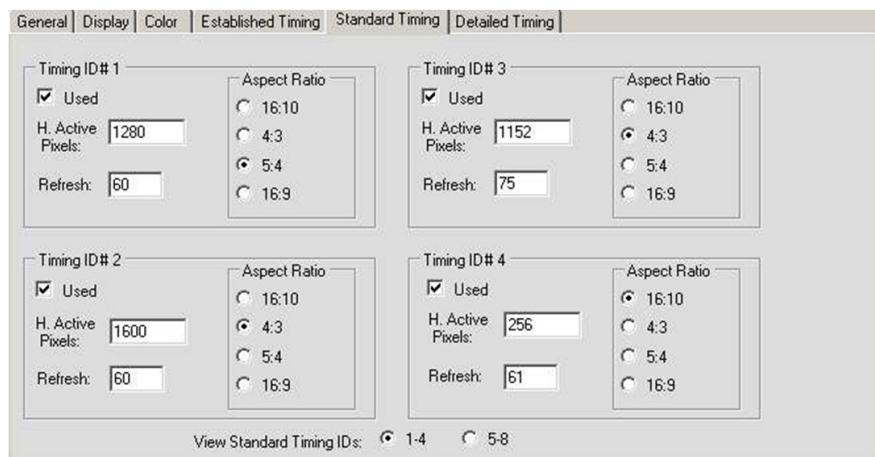 General Display Color Established Timing Standard Timing Detailed Timing
Timing ID# 1
Used
H. Active Pixels: 1280
Refresh: 60
Aspect Ratio
16:10
4:3
5:4
16:9
Timing ID# 3
Used
H. Active Pixels: 1152
Refresh: 75
Aspect Ratio
16:10
4:3
5:4
16:9
Timing ID# 2
Used
H. Active Pixels: 1600
Refresh: 60
Aspect Ratio
16:10
4:3
5:4
16:9
Timing ID# 4
Used
H. Active Pixels: 256
Refresh: 61
Aspect Ratio
16:10
4:3
5:4
16:9
View Standard Timing IDs: 1-4 5-8